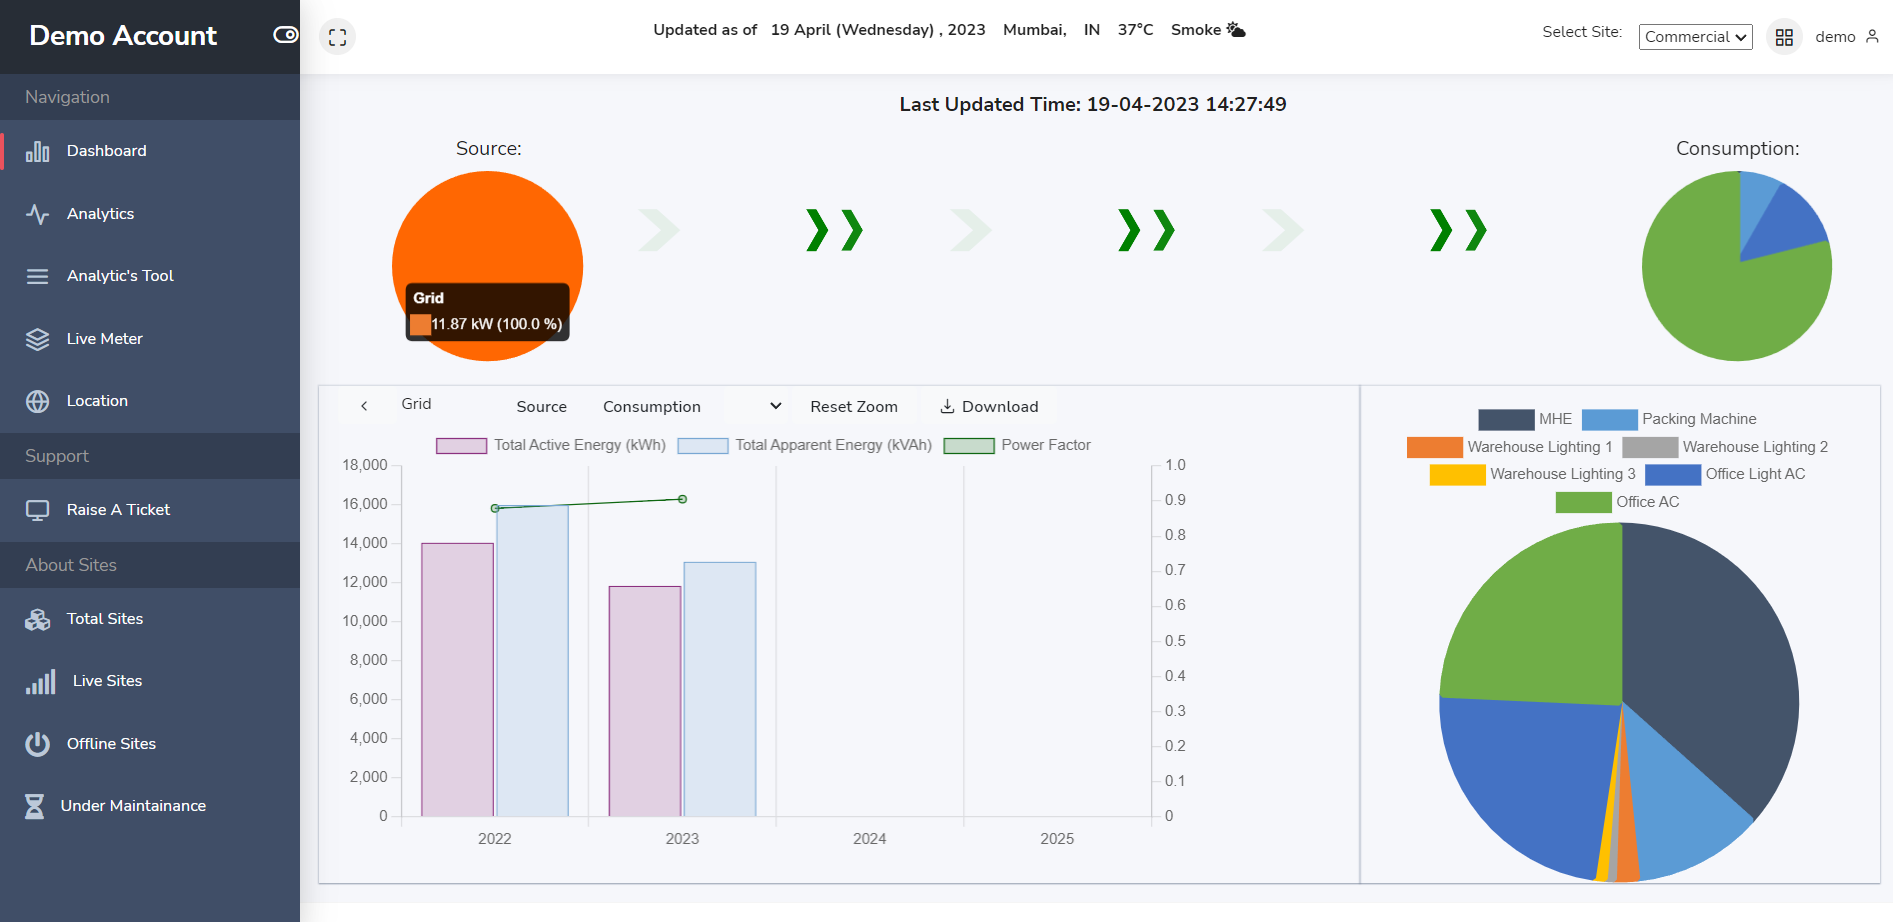 Demo Account
Updated as of 19 April (Wednesday) , 2023 Mumbai, IN 37°C Smoke
Select Site: Commercial demo
Navigation
Dashboard
Analytics
Analytic's Tool
Live Meter
Location
Support
Raise A Ticket
About Sites
Total Sites
Live Sites
Offline Sites
Under Maintainance
Last Updated Time: 19-04-2023 14:27:49
Source:
Consumption:
Grid
11.87 kW (100.0 %)
Grid Source Consumption Reset Zoom Download
Total Active Energy (kWh) Total Apparent Energy (kVAh) Power Factor
18,000
16,000
14,000
12,000
10,000
8,000
6,000
4,000
2,000
0
1.0
0.9
0.8
0.7
0.6
0.5
0.4
0.3
0.2
0.1
0
2022 2023 2024 2025
MHE Packing Machine
Warehouse Lighting 1 Warehouse Lighting 2
Warehouse Lighting 3 Office Light AC
Office AC